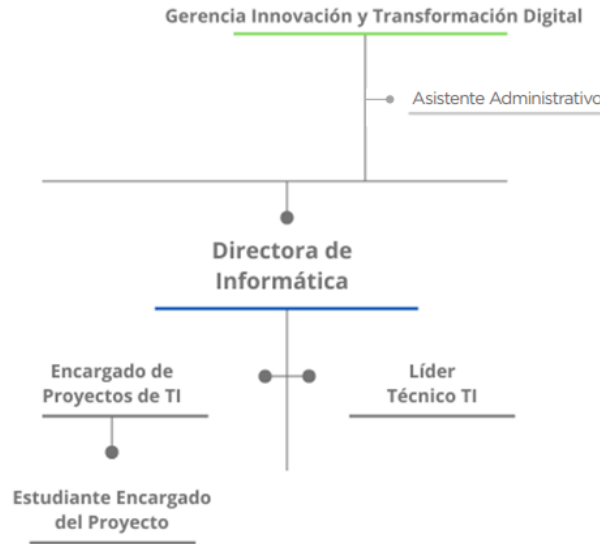 Gerencia Innovación y Transformación Digital
Asistente Administrativo
Directora de
Informática
Encargado de
Proyectos de TI
Líder
Técnico TI
Estudiante Encargado
del Proyecto